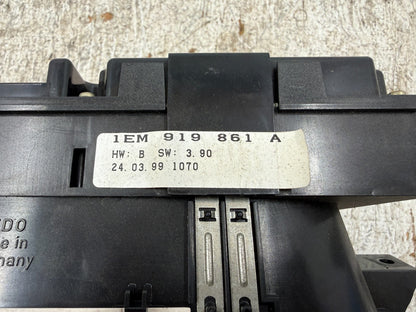 1EM 919 861 A
HW: B SW: 3.90
24.03.99 1070
DO
e in
many